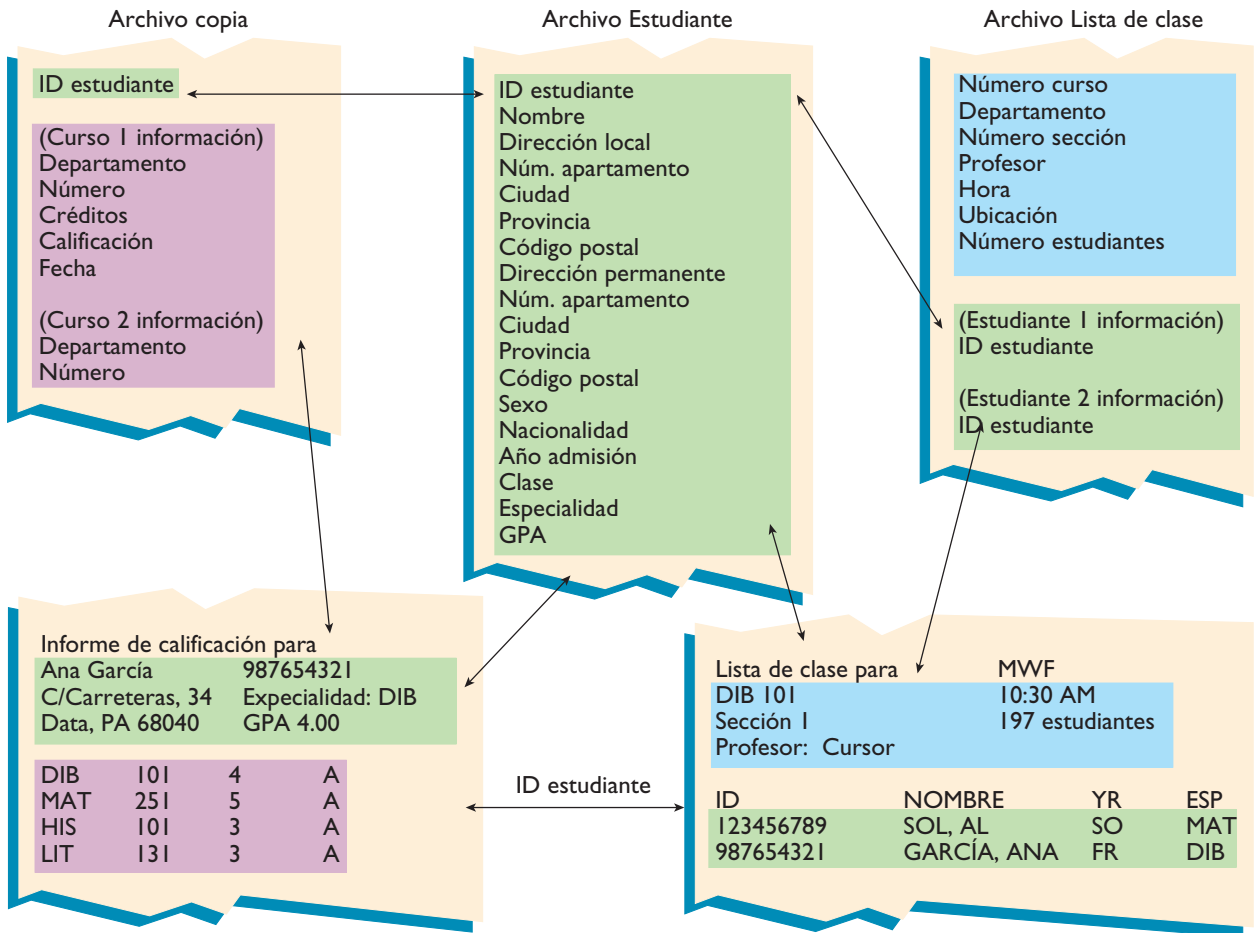 Archivo copia
ID estudiante
(Curso 1 información)
Departamento
Número
Créditos
Calificación
Fecha
(Curso 2 información)
Departamento
Número
Archivo Estudiante
ID estudiante
Nombre
Dirección local
Núm. apartamento
Ciudad
Provincia
Código postal
Dirección permanente
Núm. apartamento
Ciudad
Provincia
Código postal
Sexo
Nacionalidad
Año admisión
Clase
Especialidad
GPA
Archivo Lista de clase
Número curso
Departamento
Número sección
Profesor
Hora
Ubicación
Número estudiantes
(Estudiante 1 información)
ID estudiante
(Estudiante 2 información)
ID estudiante
Informe de calificación para
Ana García 987654321
C/Carreteras, 34 Expecialidad: DIB
Data, PA 68040 GPA 4.00
DIB 101 4 A
MAT 251 5 A
HIS 101 3 A
LIT 131 3 A
ID estudiante
Lista de clase para MWF
DIB 101 10:30 AM
Sección 1 197 estudiantes
Profesor: Cursor
ID NOMBRE YR ESP
123456789 SOL, AL SO MAT
987654321 GARCÍA, ANA FR DIB